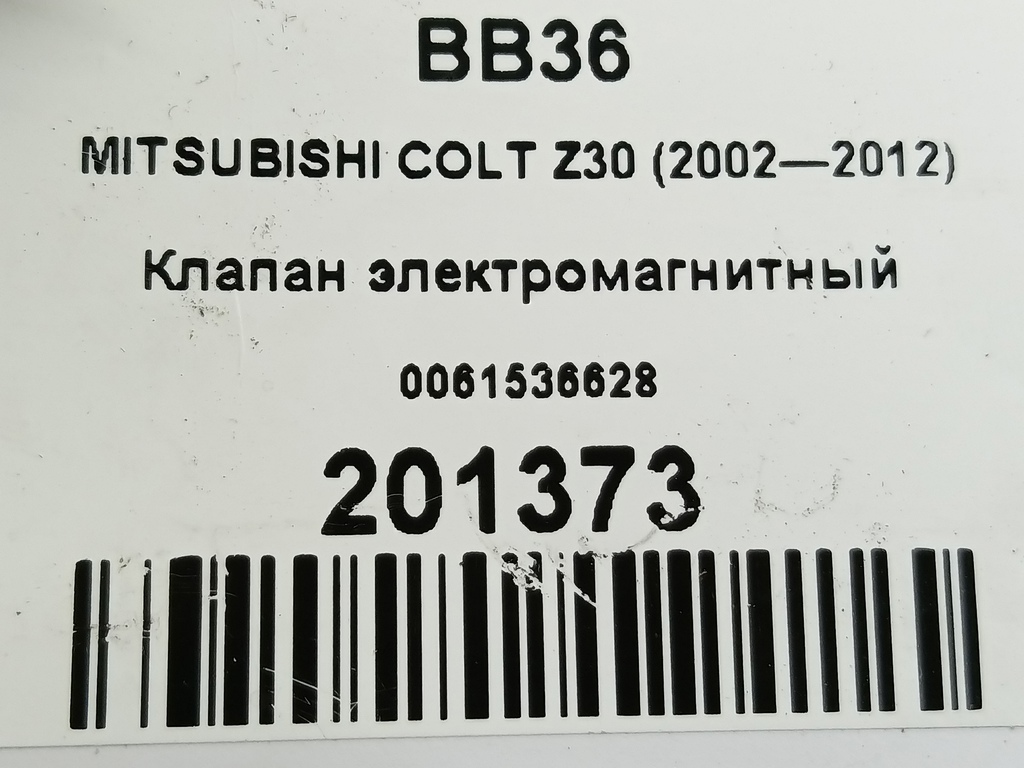 BB36
MITSUBISHI COLT Z30 (2002—2012)
Клапан электромагнитный
0061536628
201373